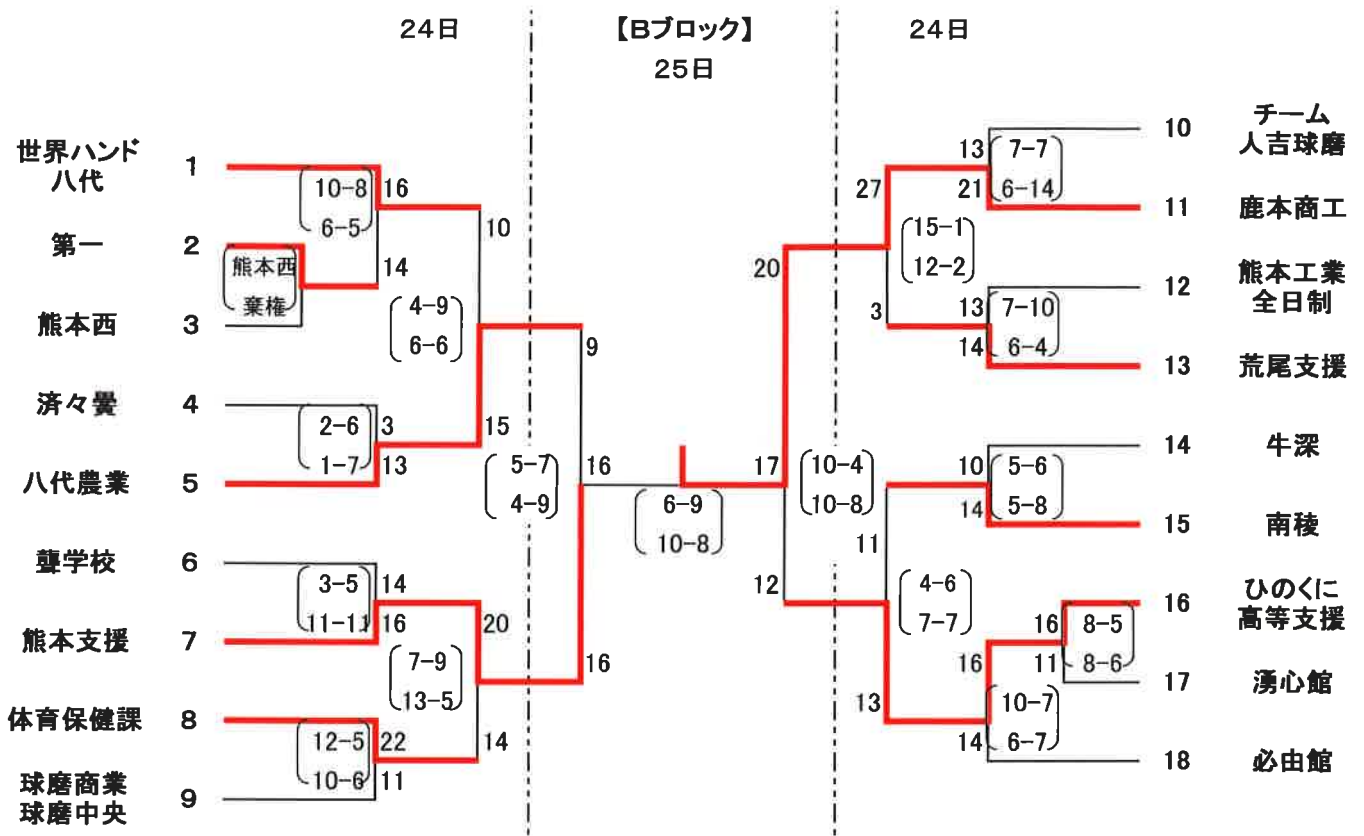 24日
【Bブロック】
25日
24日
世界ハンド
八代
1
第一
2
熊本西
3
済々黌
4
八代農業
5
聾学校
6
熊本支援
7
体育保健課
8
球磨商業
球磨中央
9
10-8
6-5
16
14
熊本西
棄権
2-6
1-7
3
13
3-5
11-11
14
16
12-5
10-6
22
11
10
4-9
6-6
15
20
7-9
13-5
14
9
5-7
4-9
16
16
6-9
10-8
17
20
10-4
10-8
12
27
15-1
12-2
3
11
4-6
7-7
13
13
7-7
6-14
21
13
7-10
6-4
14
10
5-6
5-8
14
16
8-5
8-6
11
16
10-7
6-7
14
10
チーム
人吉球磨
11
鹿本商工
12
熊本工業
全日制
13
荒尾支援
14
牛深
15
南稜
16
ひのくに
高等支援
17
湧心館
18
必由館